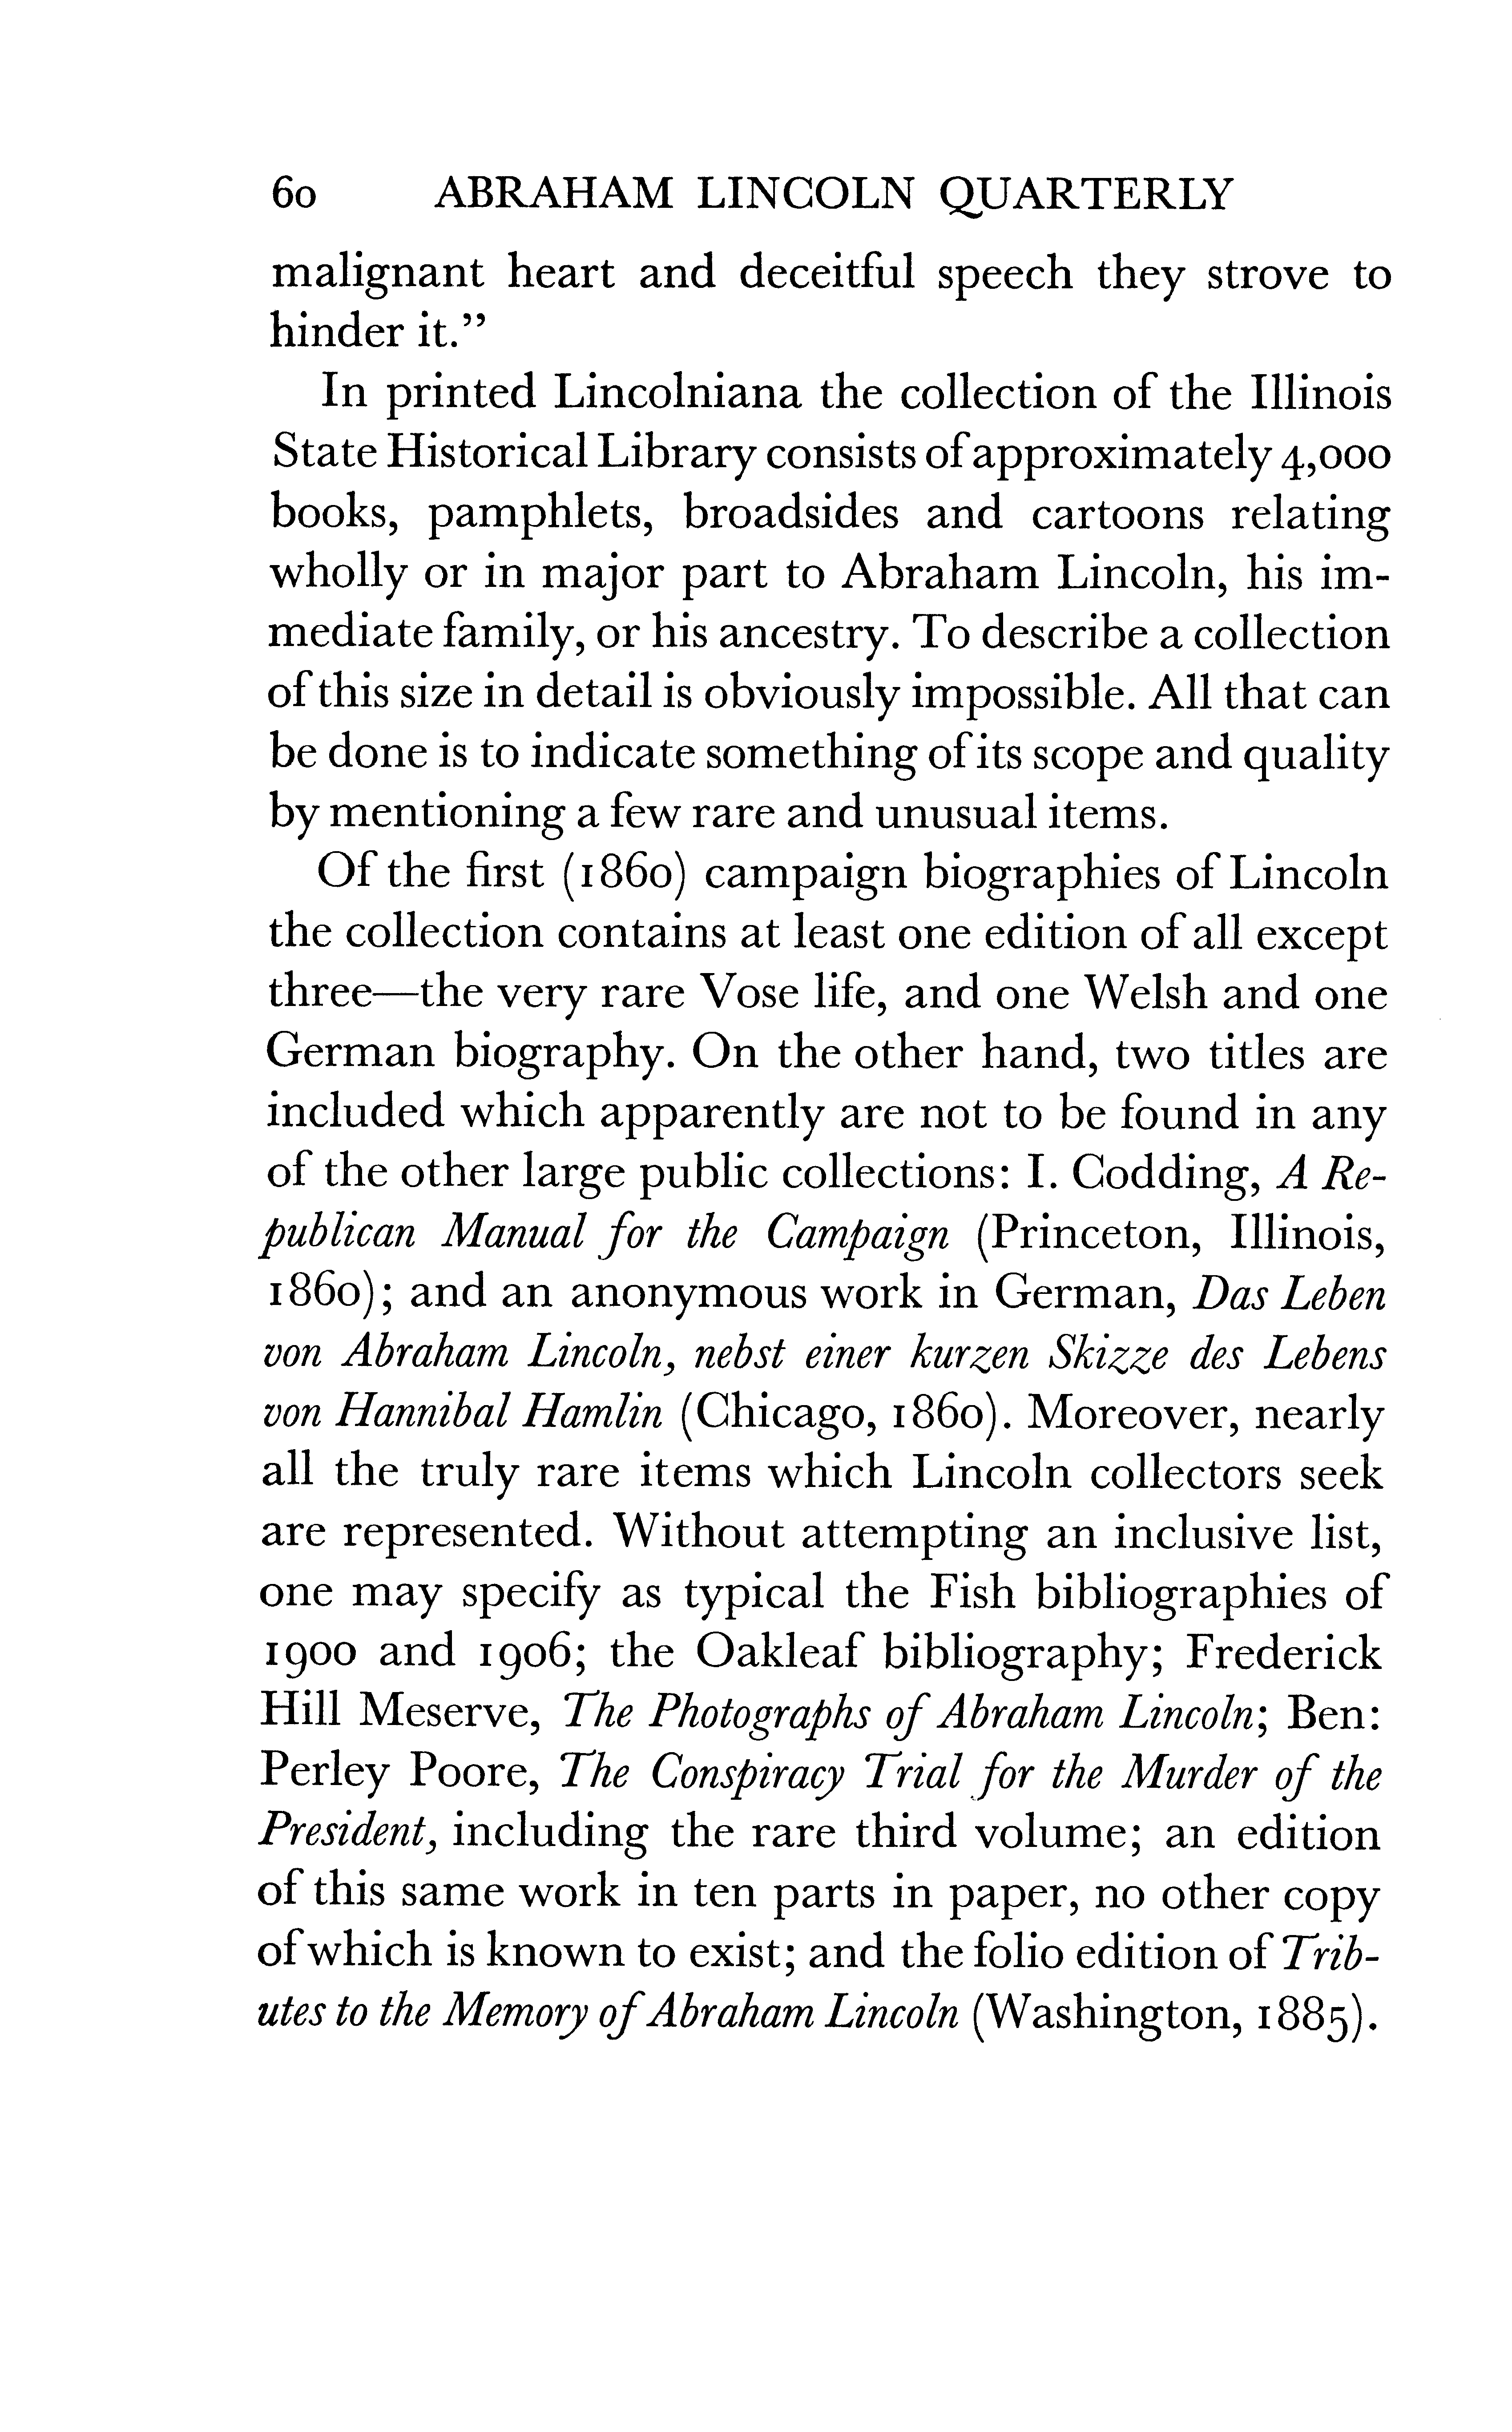 60 ABRAHAM LINCOLN QUARTERLY
malignant heart and deceitful speech they strove to
hinder it.”
In printed Lincolniana the collection of the Illinois
State Historical Library consists of approximately 4,000
books, pamphlets, broadsides and cartoons relating
wholly or in major part to Abraham Lincoln, his im-
mediate family, or his ancestry. To describe a collection
of this size in detail is obviously impossible. All that can
be done is to indicate something of its scope and quality
by mentioning a few rare and unusual items.
Of the first (1860) campaign biographies of Lincoln
the collection contains at least one edition of all except
three—the very rare Vose life, and one Welsh and one
German biography. On the other hand, two titles are
included which apparently are not to be found in any
of the other large public collections: I. Codding, A Re-
publican Manual for the Campaign (Princeton, Illinois,
1860); and an anonymous work in German, Das Leben
von Abraham Lincoln, nebst einer kurzen Skizze des Lebens
von Hannibal Hamlin (Chicago, 1860). Moreover, nearly
all the truly rare items which Lincoln collectors seek
are represented. Without attempting an inclusive list,
one may specify as typical the Fish bibliographies of
1900 and 1906; the Oakleaf bibliography; Frederick
Hill Meserve, The Photographs of Abraham Lincoln; Ben:
Perley Poore, The Conspiracy Trial for the Murder of the
President, including the rare third volume; an edition
of this same work in ten parts in paper, no other copy
of which is known to exist; and the folio edition of Trib-
utes to the Memory of Abraham Lincoln (Washington, 1885).